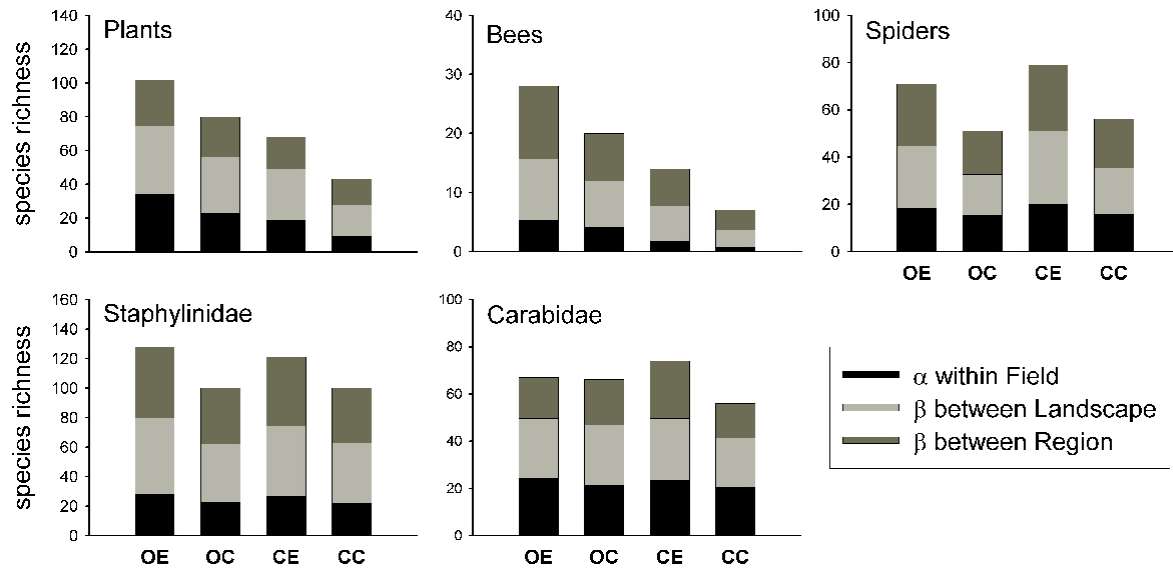 Plants
140
120
100
80
60
40
20
0
species richness
Bees
40
30
20
10
0
Spiders
100
80
60
40
20
0
OE OC CE CC
Staphylinidae
160
140
120
100
80
60
40
20
0
species richness
OE OC CE CC
Carabidae
100
80
60
40
20
0
OE OC CE CC
α within Field
β between Landscape
β between Region